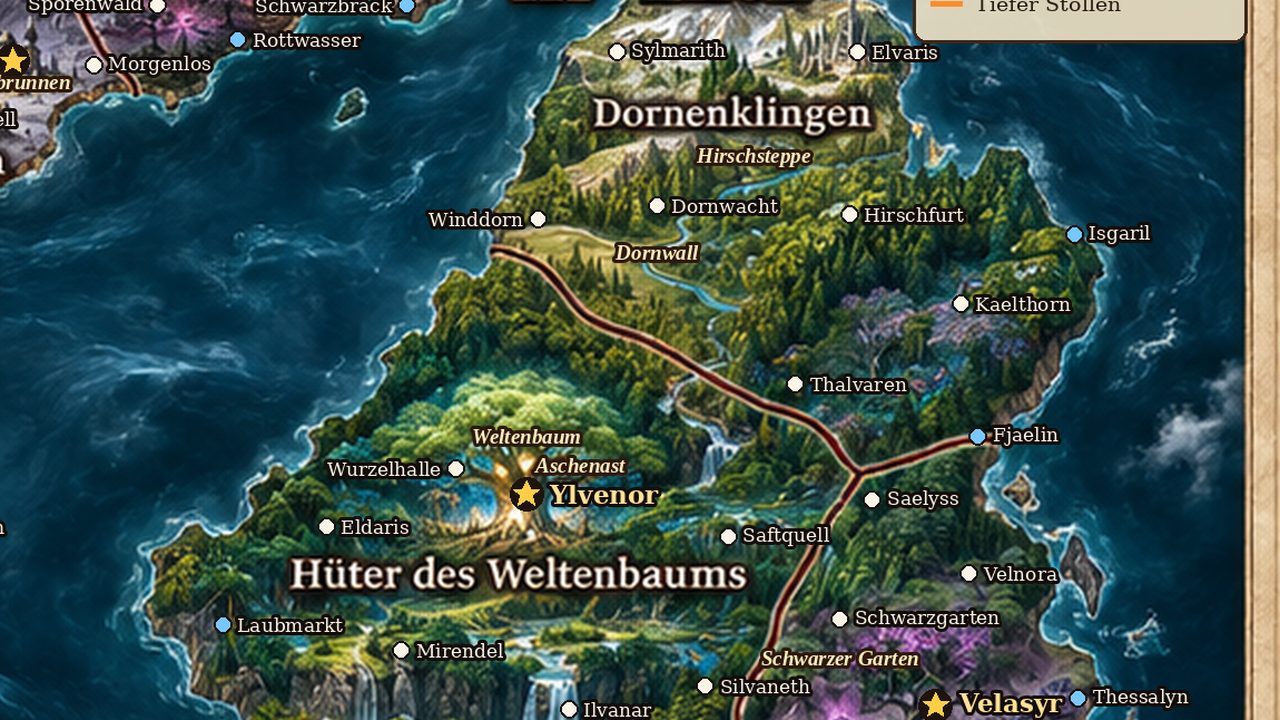 Sporenwald
Schwarzbrack
Tiefer Stollen
Rottwasser
Sylmarith
Elvaris
Morgenlos
brunnen
Dornenklingen
ell
Hirschsteppe
Dornwacht
Hirschfurt
Winddorn
Isgaril
Dornwall
Kaelthorn
Thalvaren
Fjaelin
Weltenbaum
Wurzelhalle
Aschenast
Ylvenor
Saelyss
Eldaris
Saftquell
Hüter des Weltenbaums
Velnora
Laubmarkt
Schwarzgarten
Mirendel
Schwarzer Garten
Silvaneth
Thessalyn
Velasyr
Ilvanar